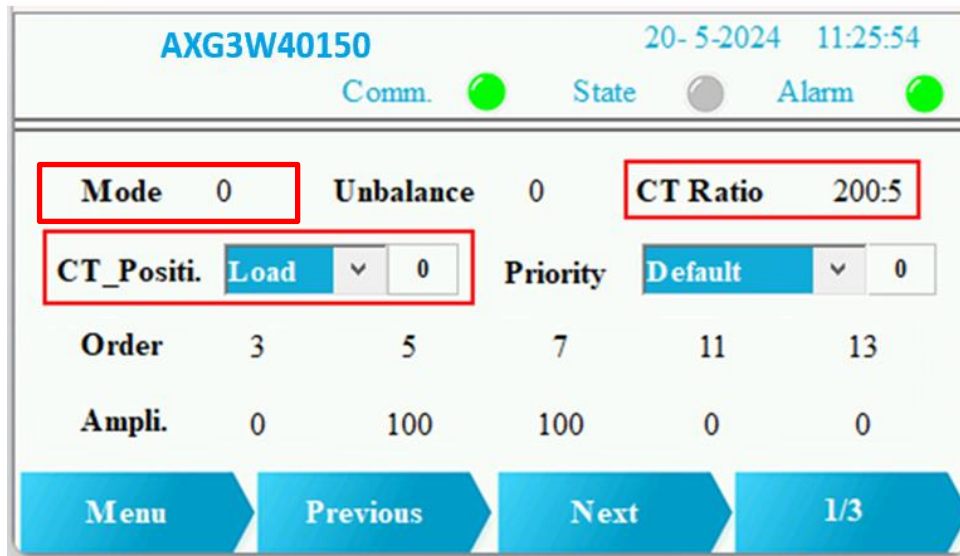 AXG3W40150 20- 5-2024 11:25:54
Comm. State Alarm
Mode 0 Unbalance 0 CT Ratio 200:5
CT_Positi. Load 0 Priority Default 0
Order 3 5 7 11 13
Ampli. 0 100 100 0 0
Menu Previous Next 1/3